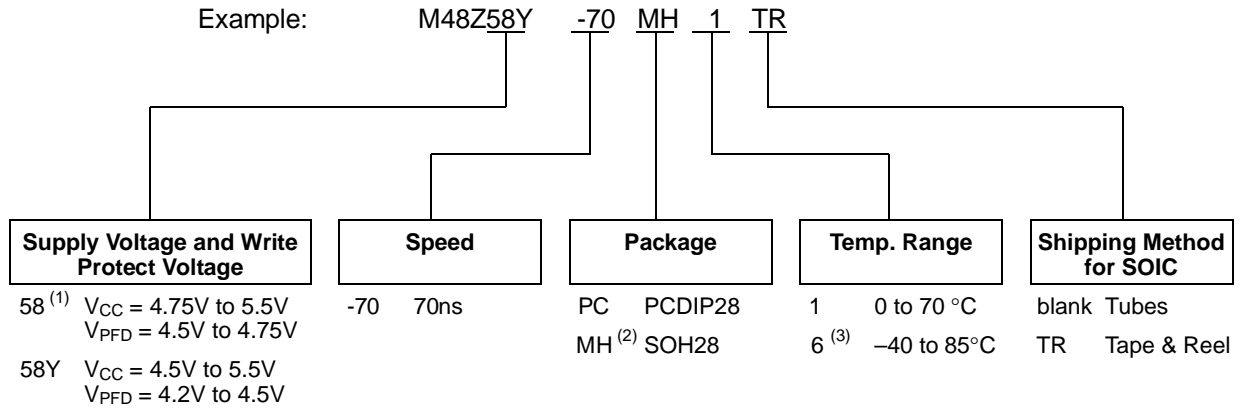 Example: M48Z58Y -70 MH 1 TR
Supply Voltage and Write
Protect Voltage
58 (1) VCC = 4.75V to 5.5V
VPFD = 4.5V to 4.75V
58Y VCC = 4.5V to 5.5V
VPFD = 4.2V to 4.5V
Speed
-70 70ns
Package
PC PCDIP28
MH (2) SOH28
Temp. Range
1 0 to 70 °C
6 (3) –40 to 85°C
Shipping Method
for SOIC
blank Tubes
TR Tape & Reel